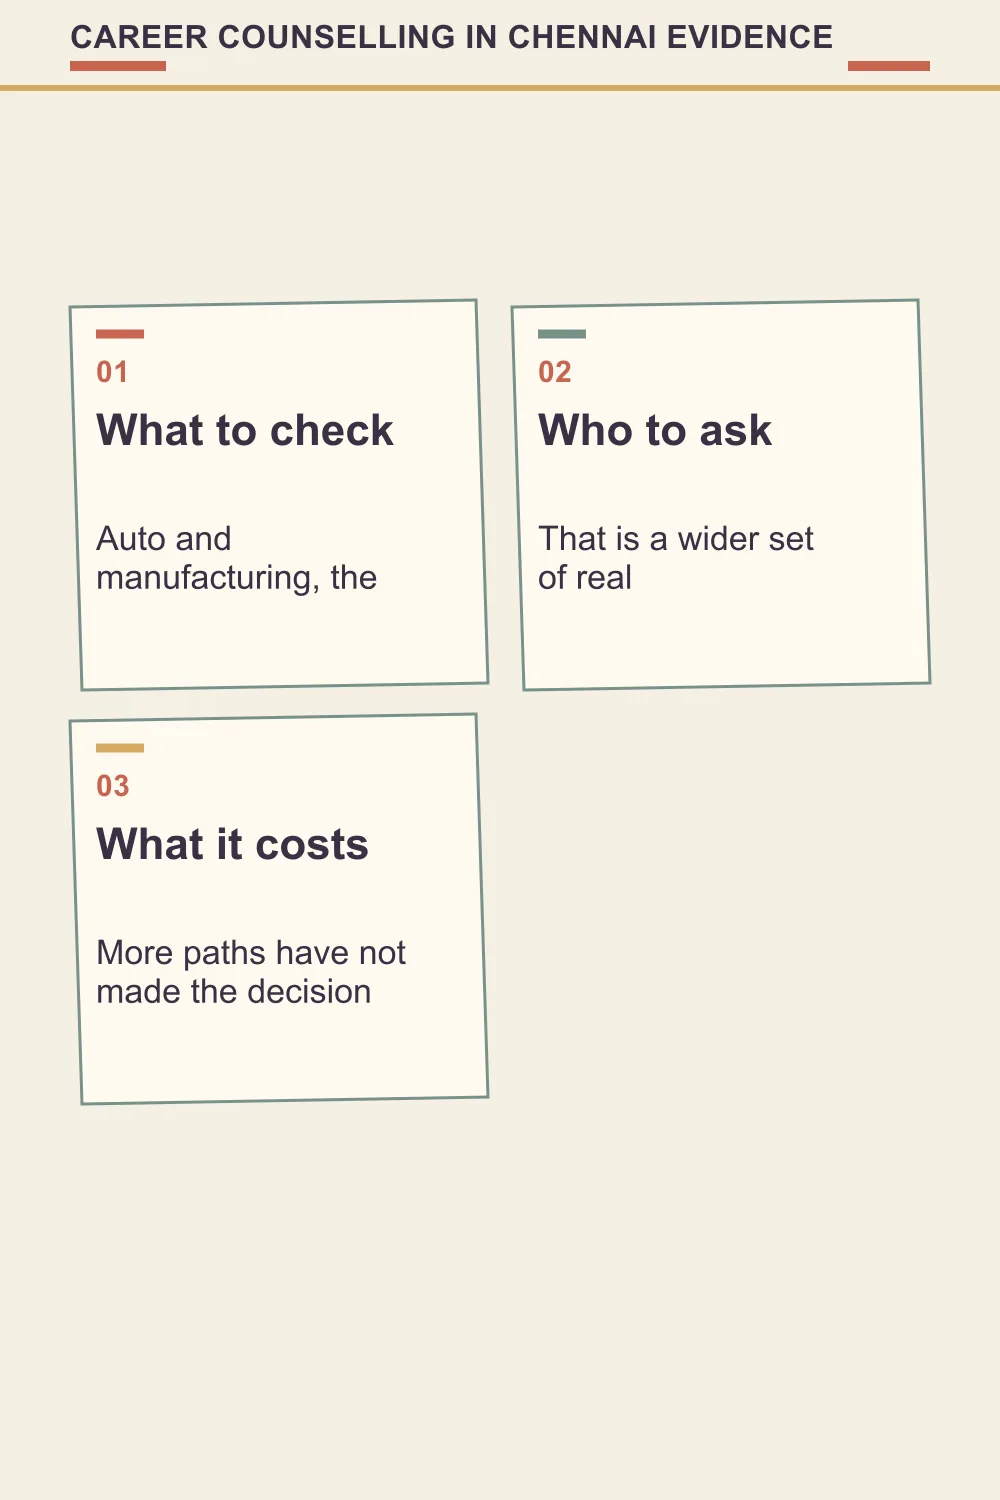 CAREER COUNSELLING IN CHENNAI EVIDENCE
01
What to check
Auto and
manufacturing, the
02
Who to ask
That is a wider set
of real
03
What it costs
More paths have not
made the decision